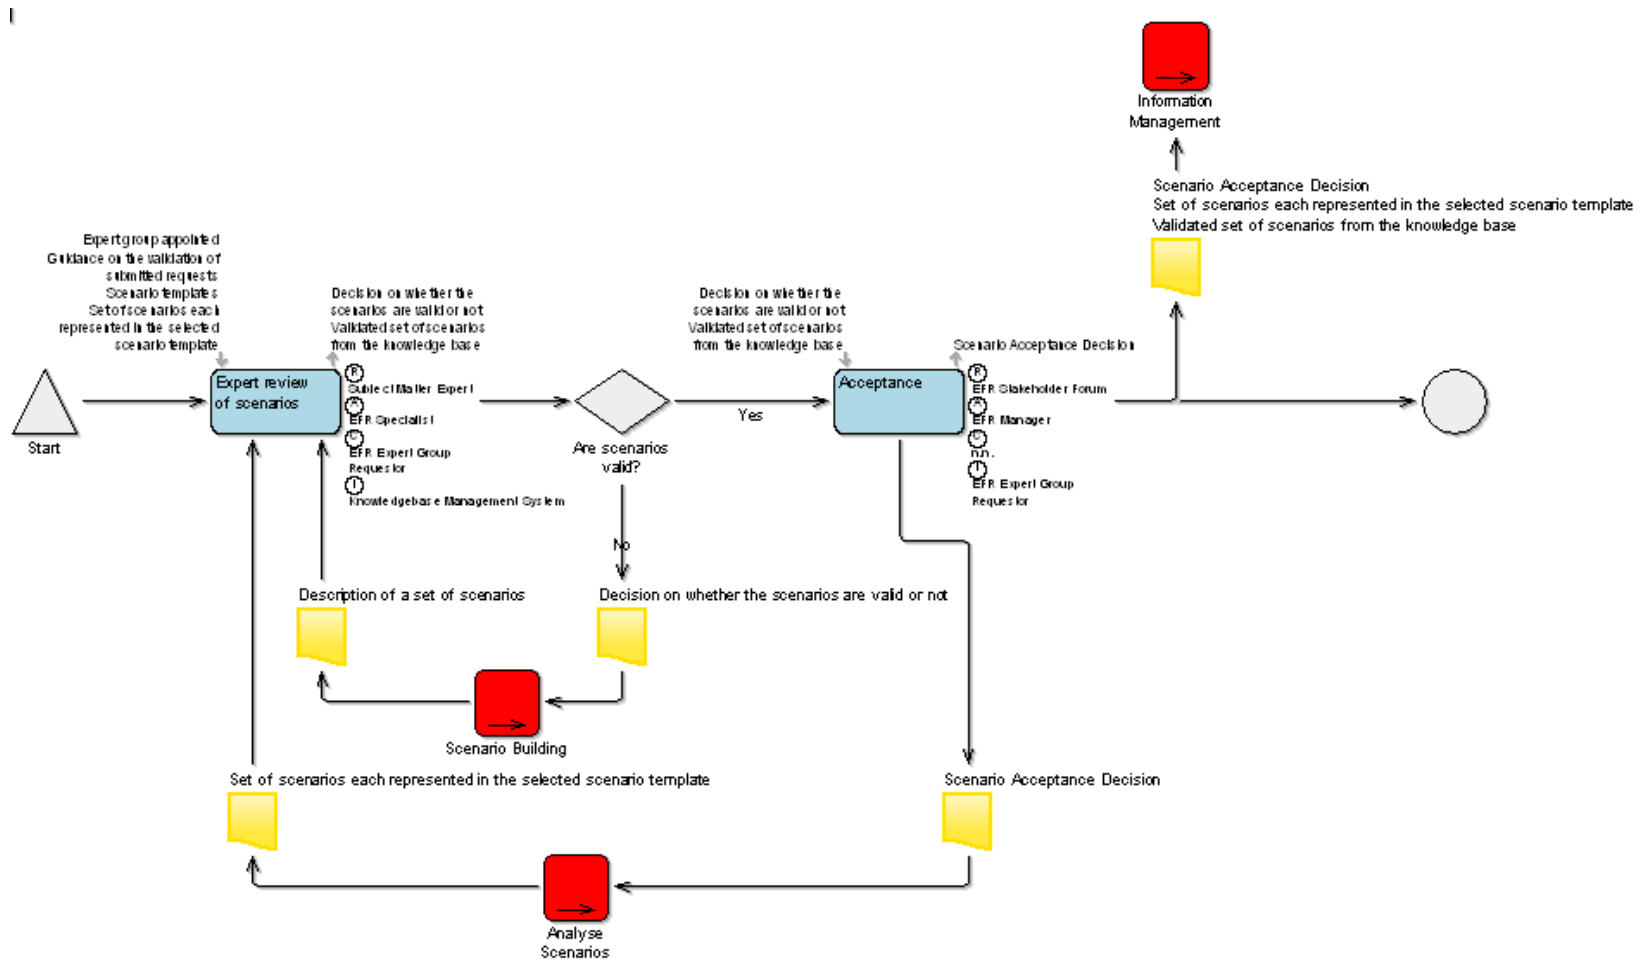 Information
Management
Scenario Acceptance Decision
Set of scenarios each represented in the selected scenario template
Validated set of scenarios from the knowledge base
Expert group appointed
Guidance on the validation of
submitted requests
Scenario templates
Set of scenarios each
represented in the selected
scenario template
Decision on whether the
scenarios are valid or not
Validated set of scenarios
from the knowledge base
Decision on whether the
scenarios are valid or not
Validated set of scenarios
from the knowledge base
Scenario Acceptance Decision
Start
Expert review
of scenarios
R
Subject Matter Expert
A
EFR Specialist
C
EFR Expert Group
Requestor
I
Knowledgebase Management System
Are scenarios
valid?
Yes
No
Acceptance
R
EFR Stakeholder Forum
A
EFR Manager
C
n.n.
I
EFR Expert Group
Requestor
Description of a set of scenarios
Decision on whether the scenarios are valid or not
Scenario Building
Set of scenarios each represented in the selected scenario template
Scenario Acceptance Decision
Analyse
Scenarios